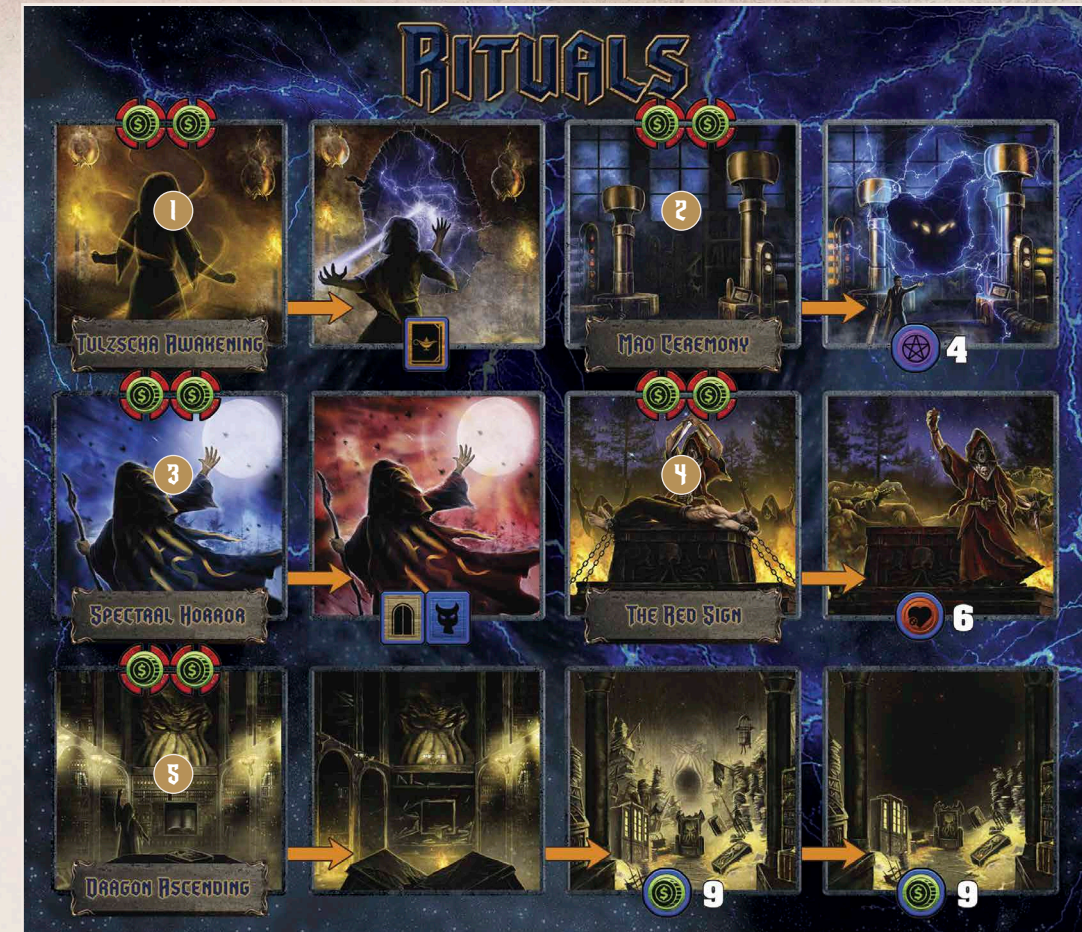 RITUALS
1
2
TULZSCHA AWAKENING
MAO CEREMONY
4
3
4
SPECTRAL HORROR
THE RED SIGN
6
5
DRAGON ASCENDING
9
9